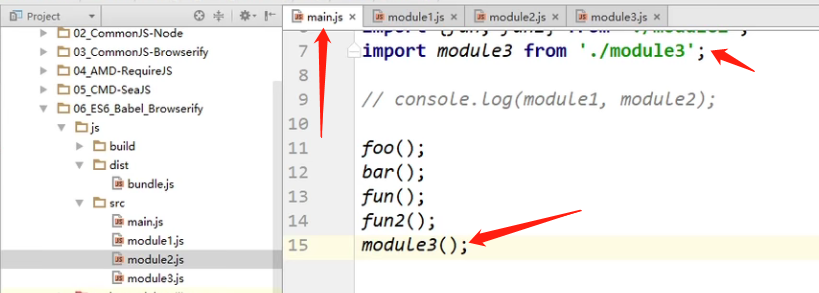 Project
main.js
module1.js
module2.js
module3.js
02_CommonJS-Node
03_CommonJS-Browserify
04_AMD-RequireJS
05_CMD-SeaJS
06_ES6_Babel_Browserify
js
build
dist
bundle.js
src
main.js
module1.js
module2.js
module3.js
7 import module3 from './module3';
8
9 // console.log(module1, module2);
10
11 foo();
12 bar();
13 fun();
14 fun2();
15 module3();